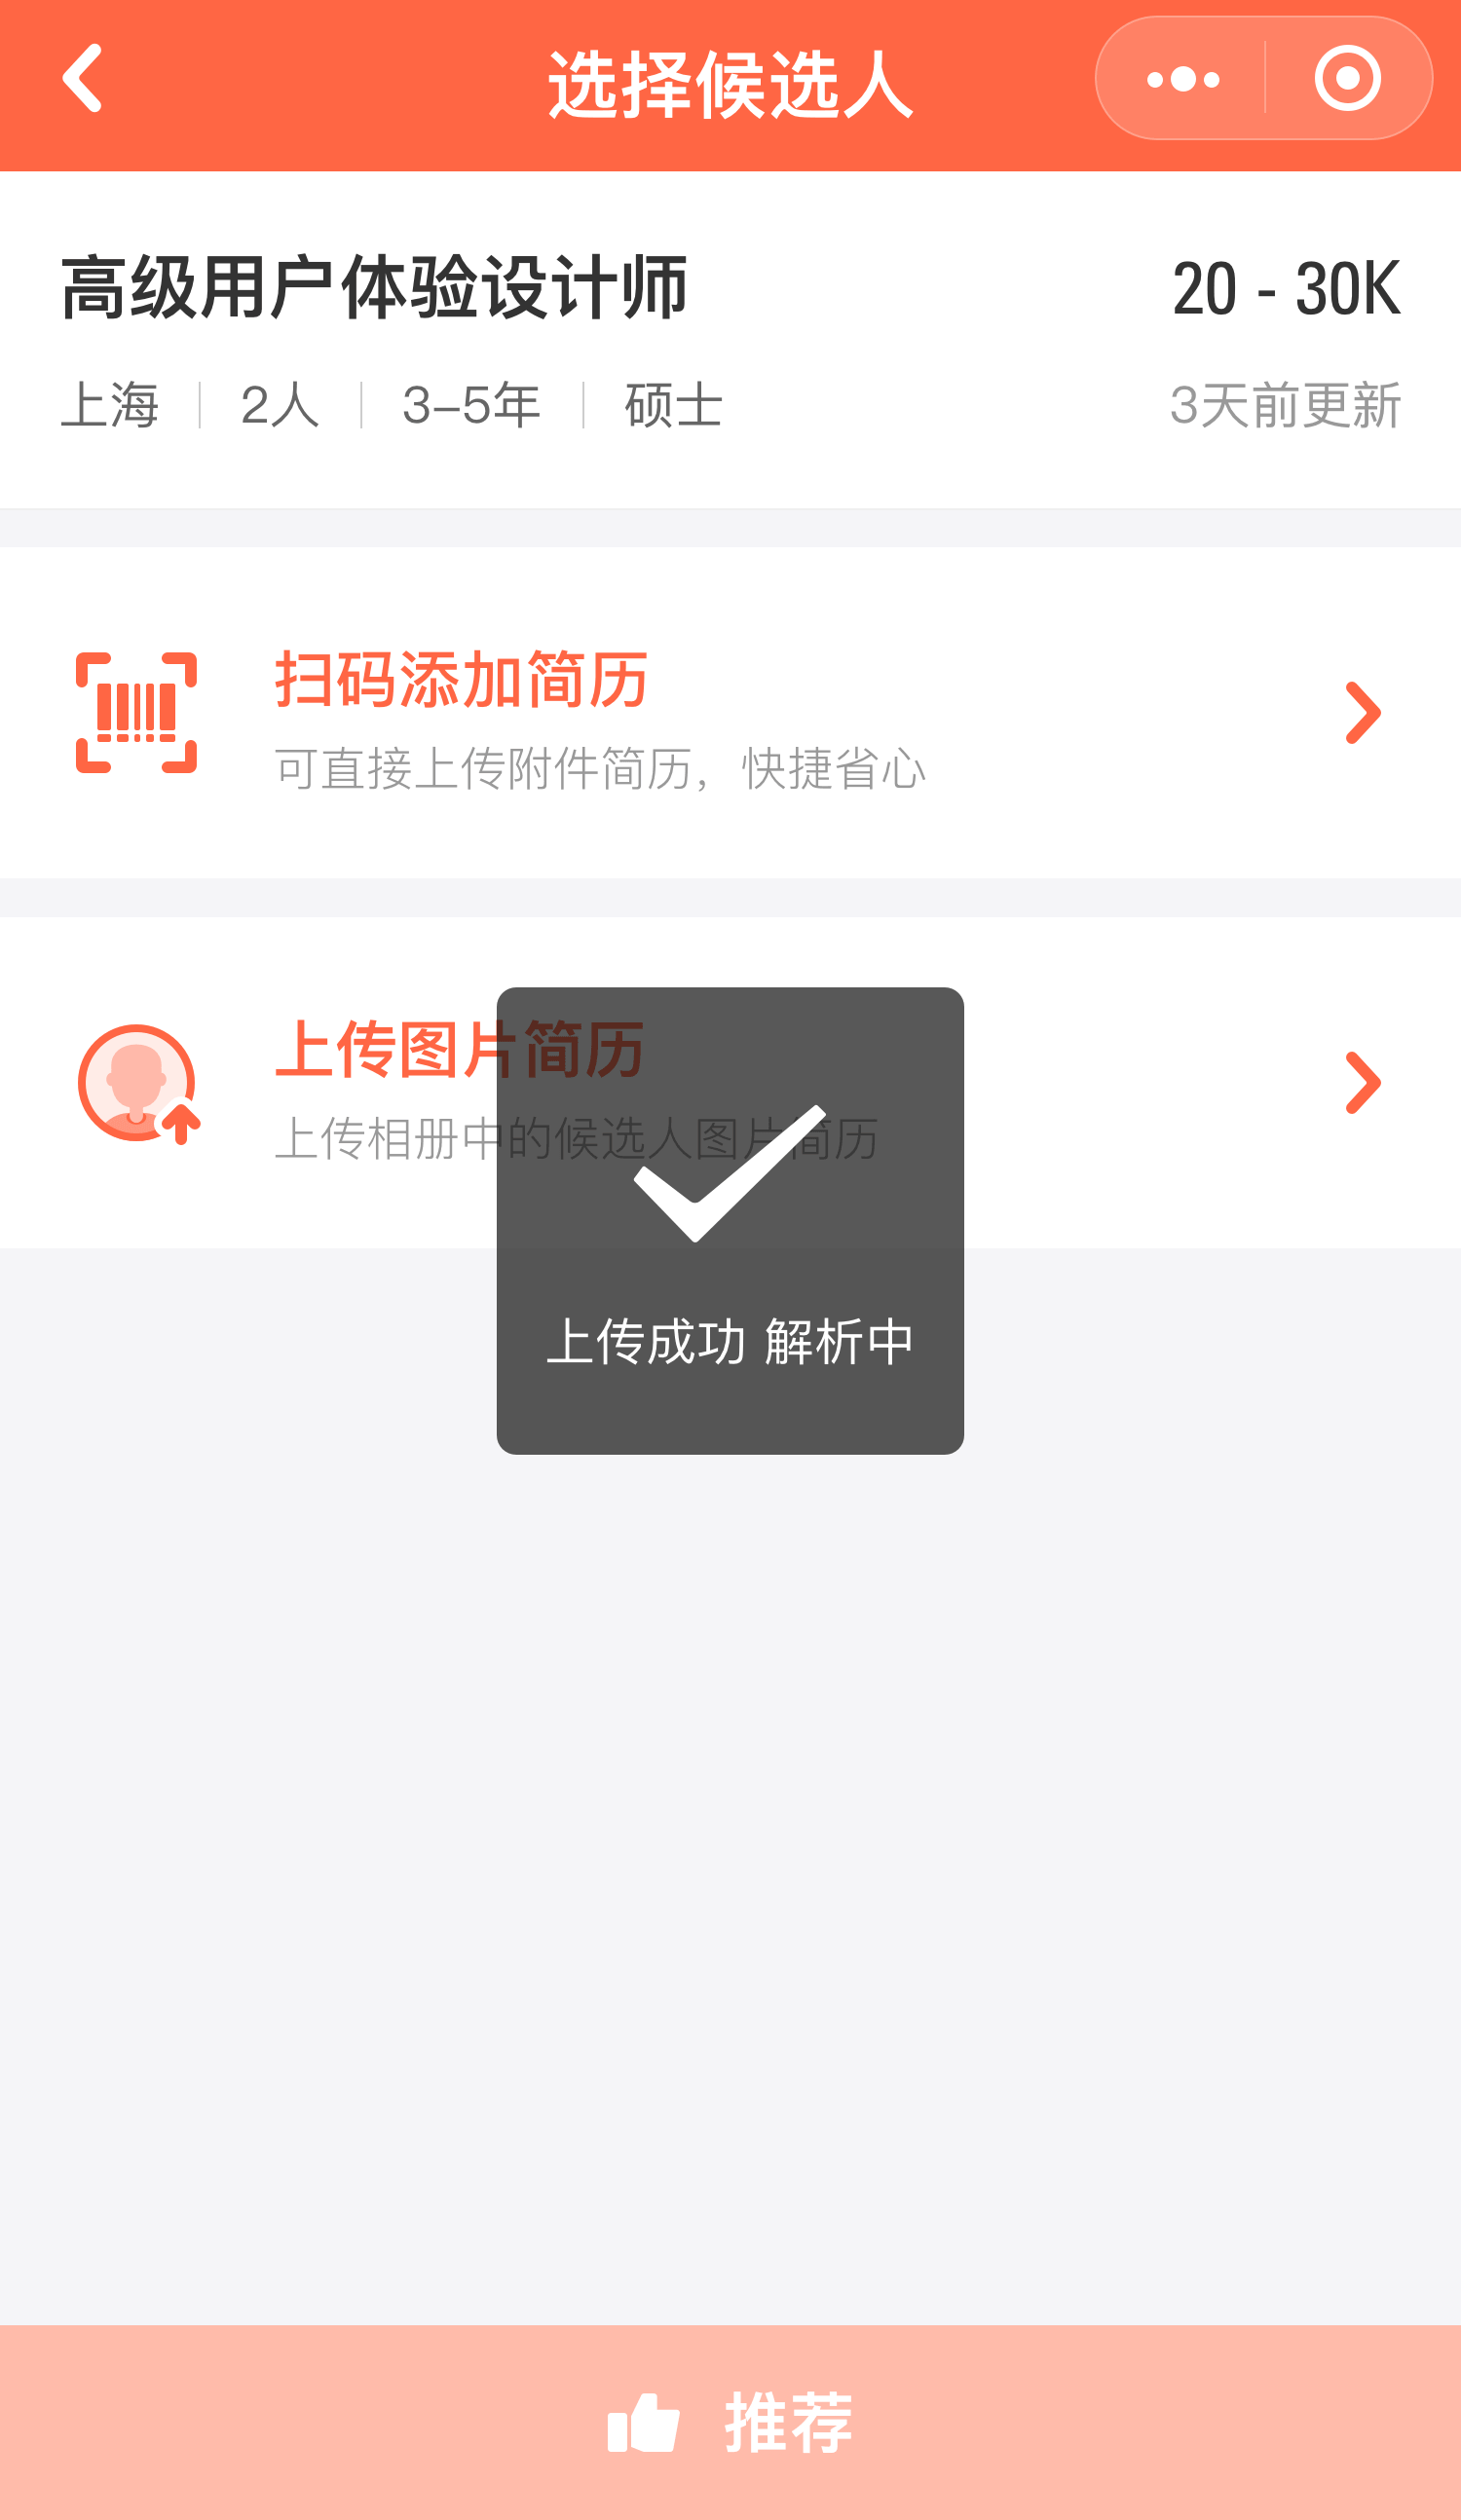 选择候选人
高级用户体验设计师 20 - 30K
上海 2人 3–5年 硕士 3天前更新
扫码添加简历
可直接上传附件简历，快捷省心
上传图片简历
上传相册中的候选人图片简历
上传成功 解析中
推荐